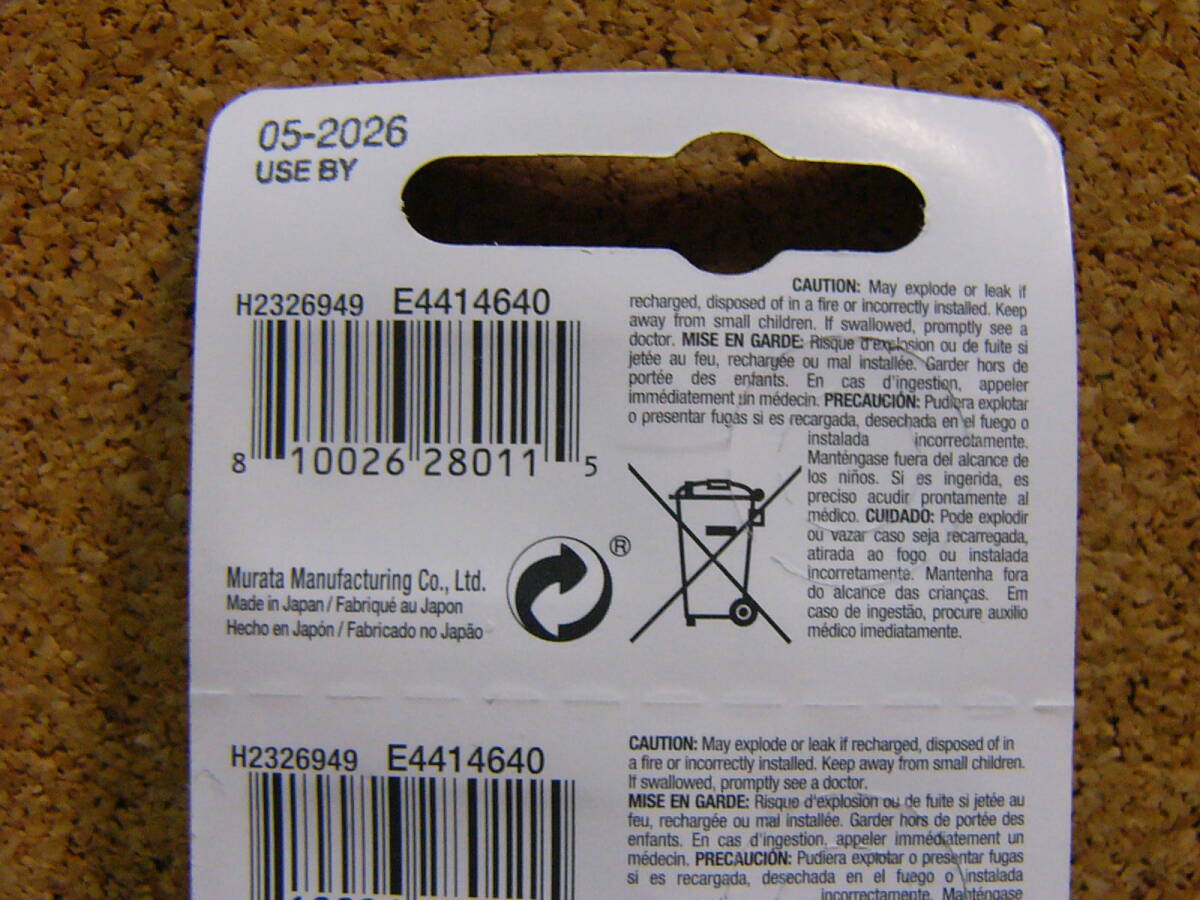 05-2026
USE BY
H2326949 E4414640
8 10026 28011 5
Murata Manufacturing Co., Ltd.
Made in Japan / Fabriqué au Japon
Hecho en Japón / Fabricado no Japão
®
CAUTION: May explode or leak if
recharged, disposed of in a fire or incorrectly installed. Keep
away from small children. If swallowed, promptly see a
doctor. MISE EN GARDE: Risque d'explosion ou de fuite si
jetée au feu, rechargée ou mal installée. Garder hors de
portée des enfants. En cas d'ingestion, appeler
immédiatement un médecin. PRECAUCIÓN: Pudiera explotar
o presentar fugas si es recargada, desechada en el fuego o
instalada incorrectamente.
Manténgase fuera del alcance de
los niños. Si es ingerida, es
preciso acudir prontamente al
médico. CUIDADO: Pode explodir
ou vazar caso seja recarregada,
atirada ao fogo ou instalada
incorretamente. Mantenha fora
do alcance das crianças. Em
caso de ingestão, procure auxílio
médico imediatamente.
H2326949 E4414640
CAUTION: May explode or leak if recharged, disposed of in
a fire or incorrectly installed. Keep away from small children.
If swallowed, promptly see a doctor.
MISE EN GARDE: Risque d'explosion ou de fuite si jetée au
feu, rechargée ou mal installée. Garder hors de portée des
enfants. En cas d'ingestion, appeler immédiatement un
médecin. PRECAUCIÓN: Pudiera explotar o presentar fugas
si es recargada, desechada en el fuego o instalada
incorrectamente. Manténgase